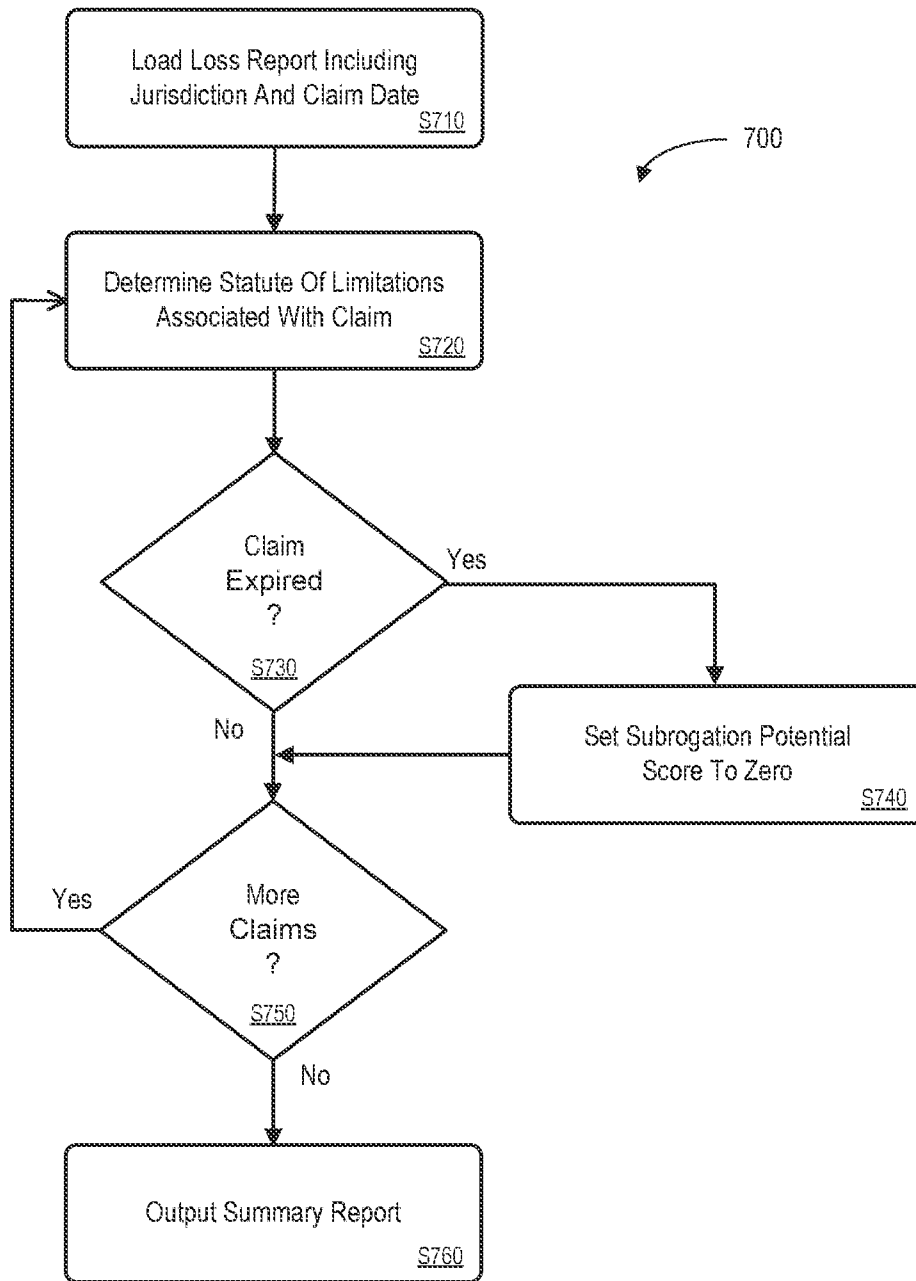 Load Loss Report Including
Jurisdiction And Claim Date
S710
700
Determine Statute Of Limitations
Associated With Claim
S720
Claim
Expired
?
S730
Yes
No
Set Subrogation Potential
Score To Zero
S740
More
Claims
?
S750
Yes
No
Output Summary Report
S760